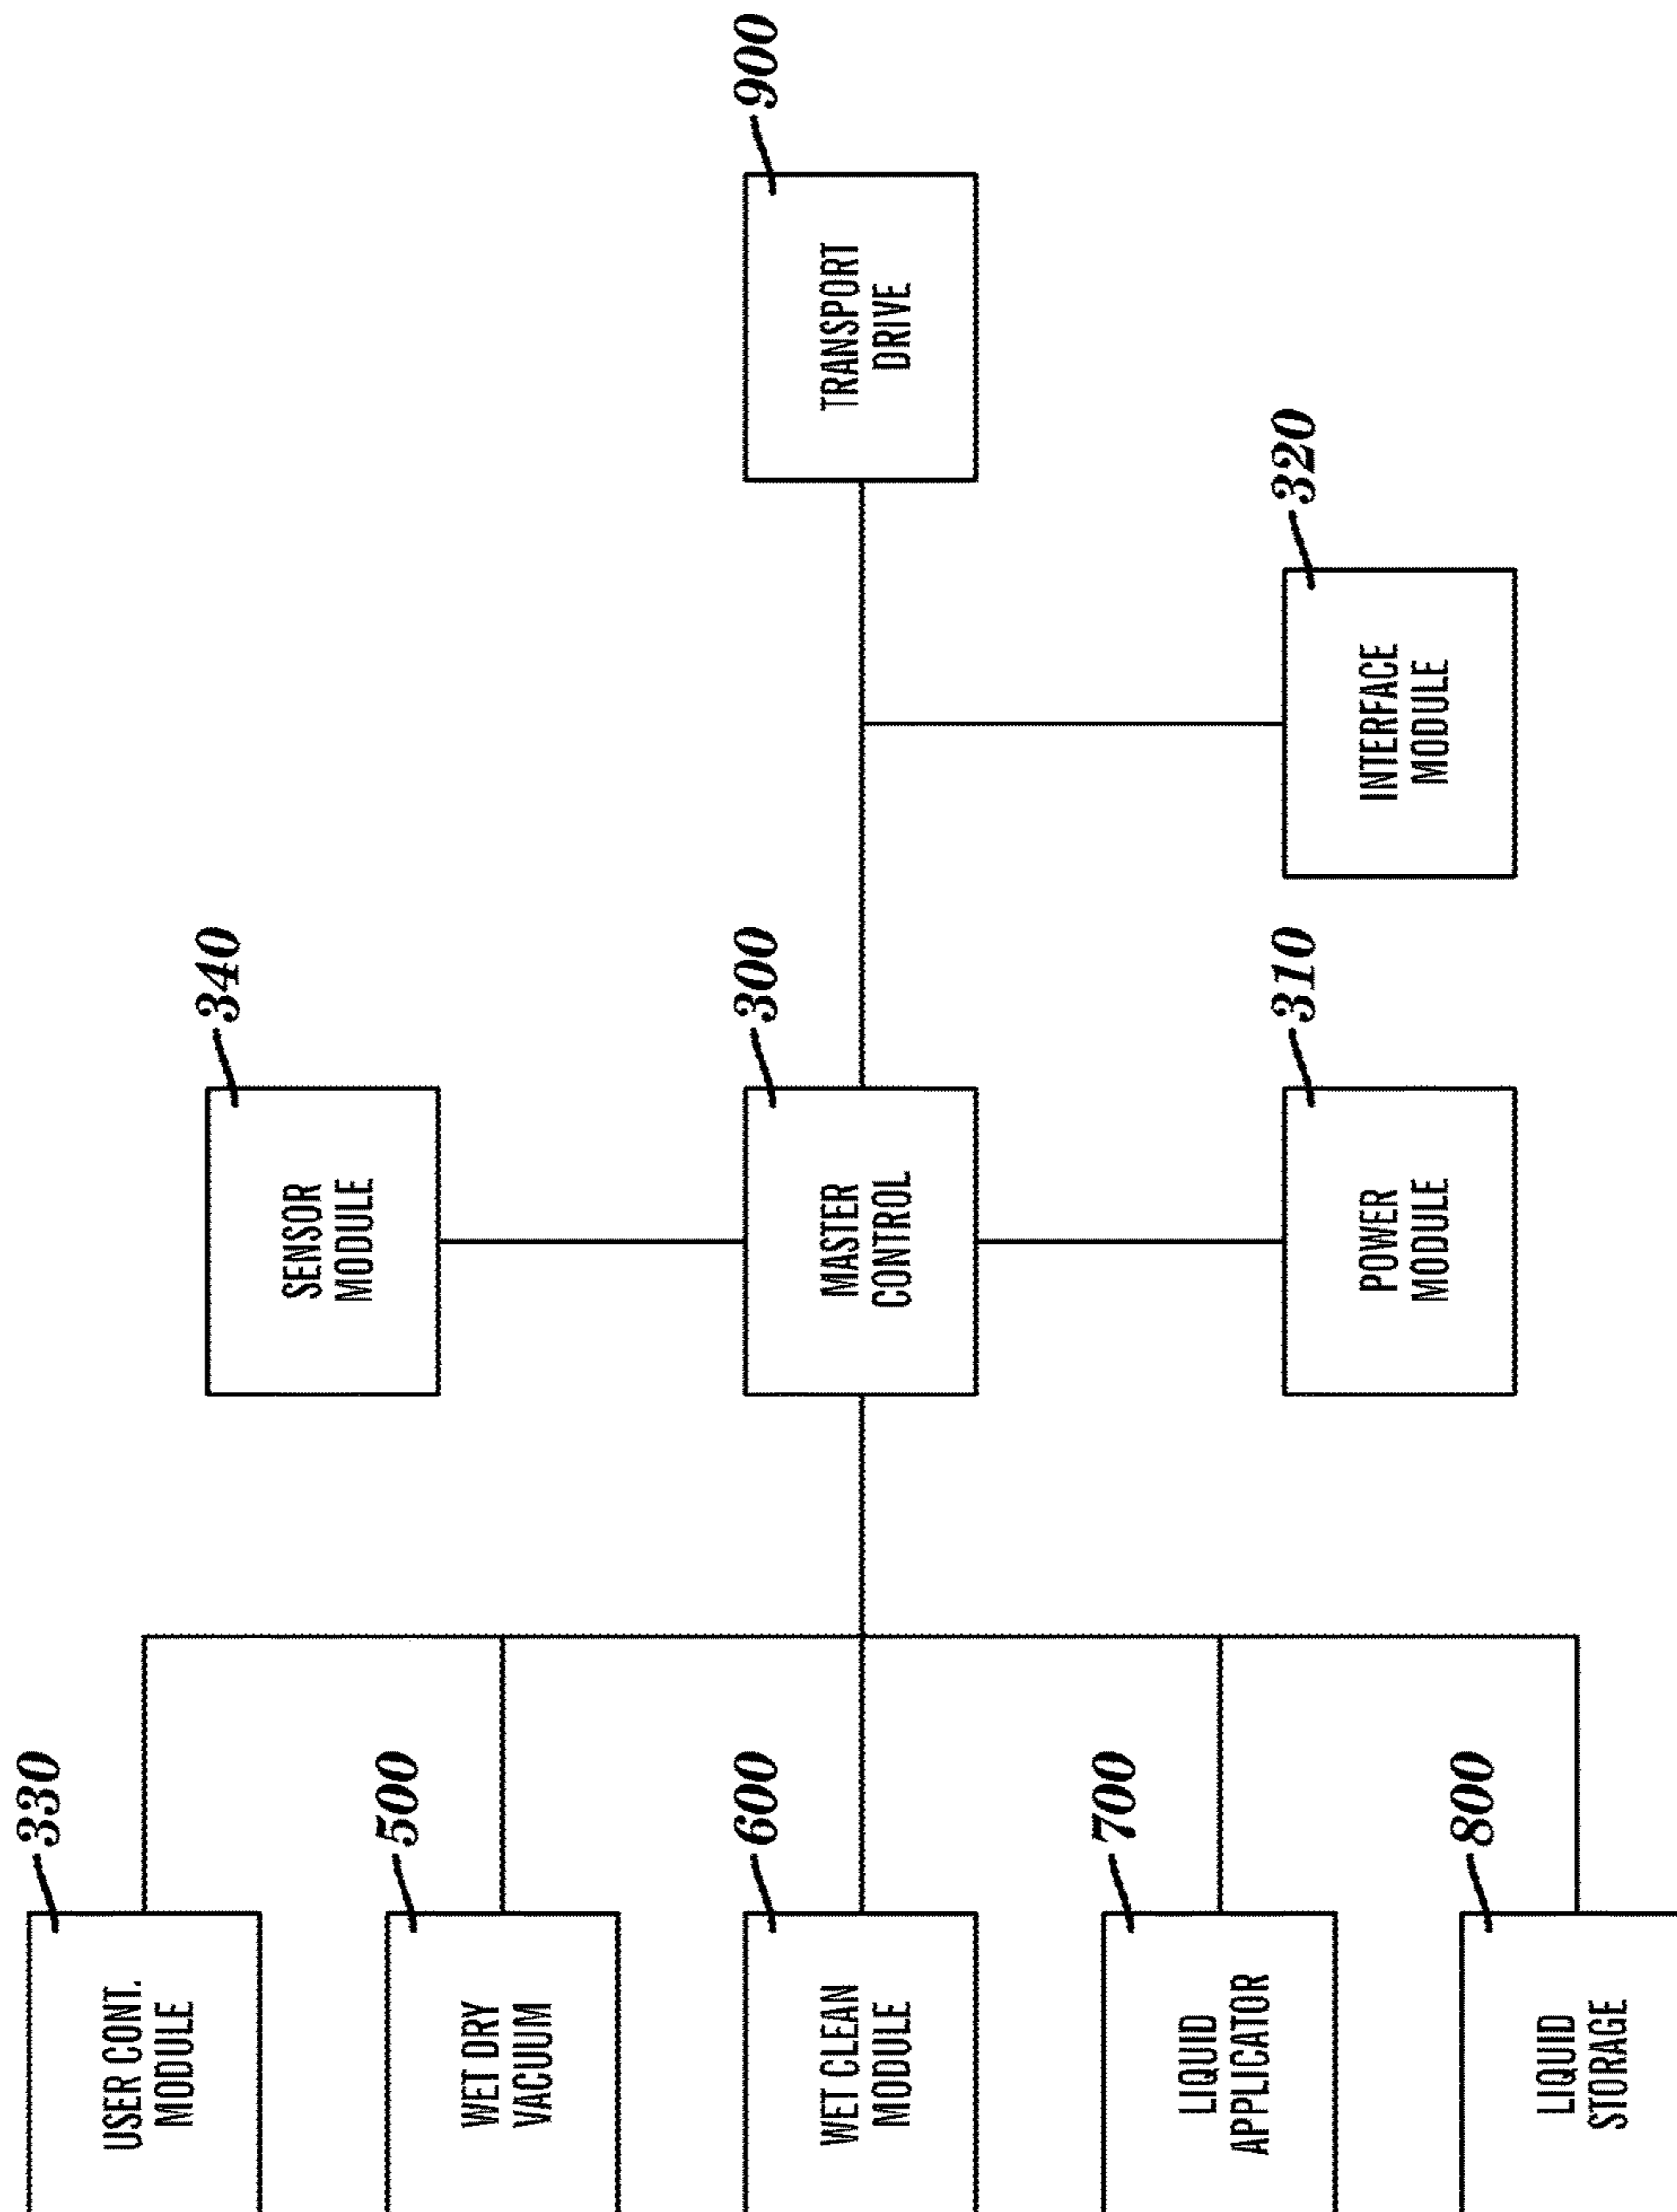 900
TRANSPORT
DRIVE
320
INTERFACE
MODULE
340
SENSOR
MODULE
300
MASTER
CONTROL
310
POWER
MODULE
330
USER CONT.
MODULE
500
WET DRY
VACUUM
600
WET CLEAN
MODULE
700
LIQUID
APPLICATOR
800
LIQUID
STORAGE